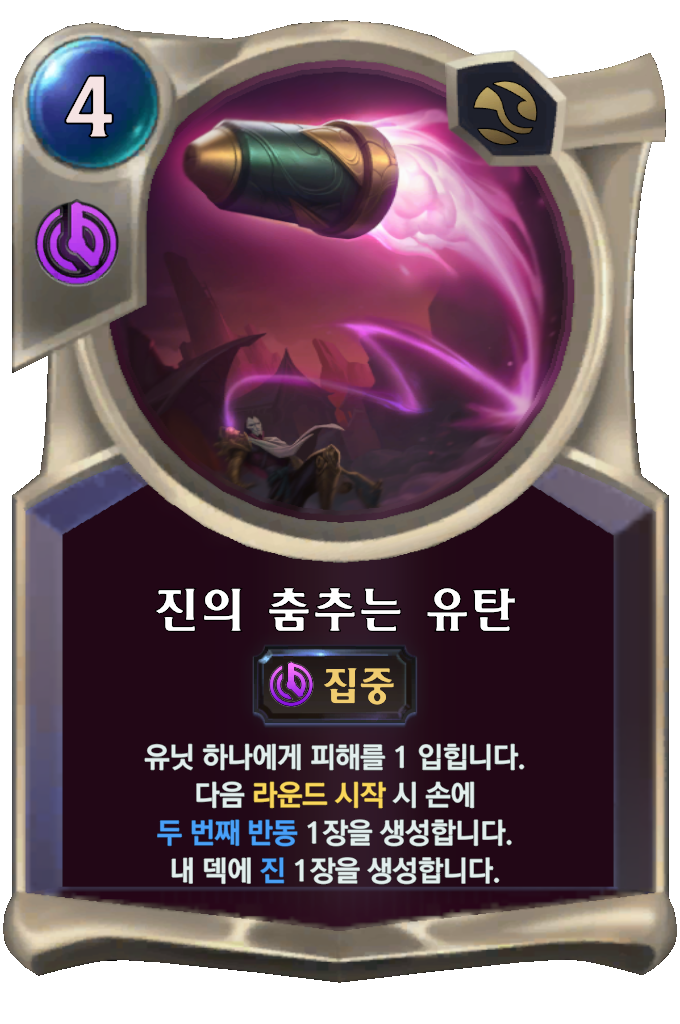 4
진의 춤추는 유탄
집중
유닛 하나에게 피해를 1 입힙니다.
다음 라운드 시작 시 손에
두 번째 반동 1장을 생성합니다.
내 덱에 진 1장을 생성합니다.